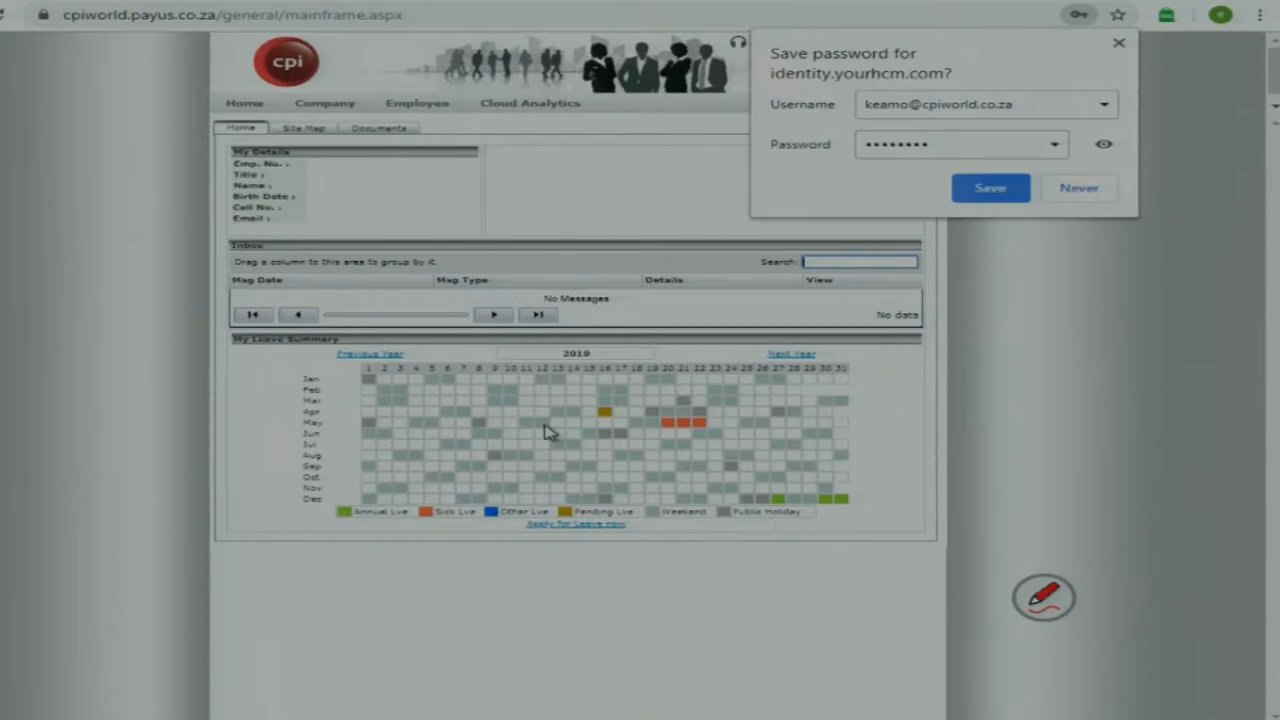 cpiworld.payus.co.za/general/mainframe.aspx
cpi
Home Company Employee Cloud Analytics
Home Site Map Documents
Save password for
identity.yourhcm.com?
Username keamo@cpiworld.co.za
Password ••••••••
Save Never
My Details
Emp. No. :
Title :
Name :
Birth Date :
Cell No. :
Email :
Inbox
Drag a column to this area to group by it.
Search:
Msg Date Msg Type Details View
No Messages
No data
My Leave Summary
Previous Year 2019 Next Year
1 2 3 4 5 6 7 8 9 10 11 12 13 14 15 16 17 18 19 20 21 22 23 24 25 26 27 28 29 30 31
Jan
Feb
Mar
Apr
May
Jun
Jul
Aug
Sep
Oct
Nov
Dec
Annual Lve Sick Lve Other Lve Pending Lve Weekend Public Holiday
Apply for Leave now
e